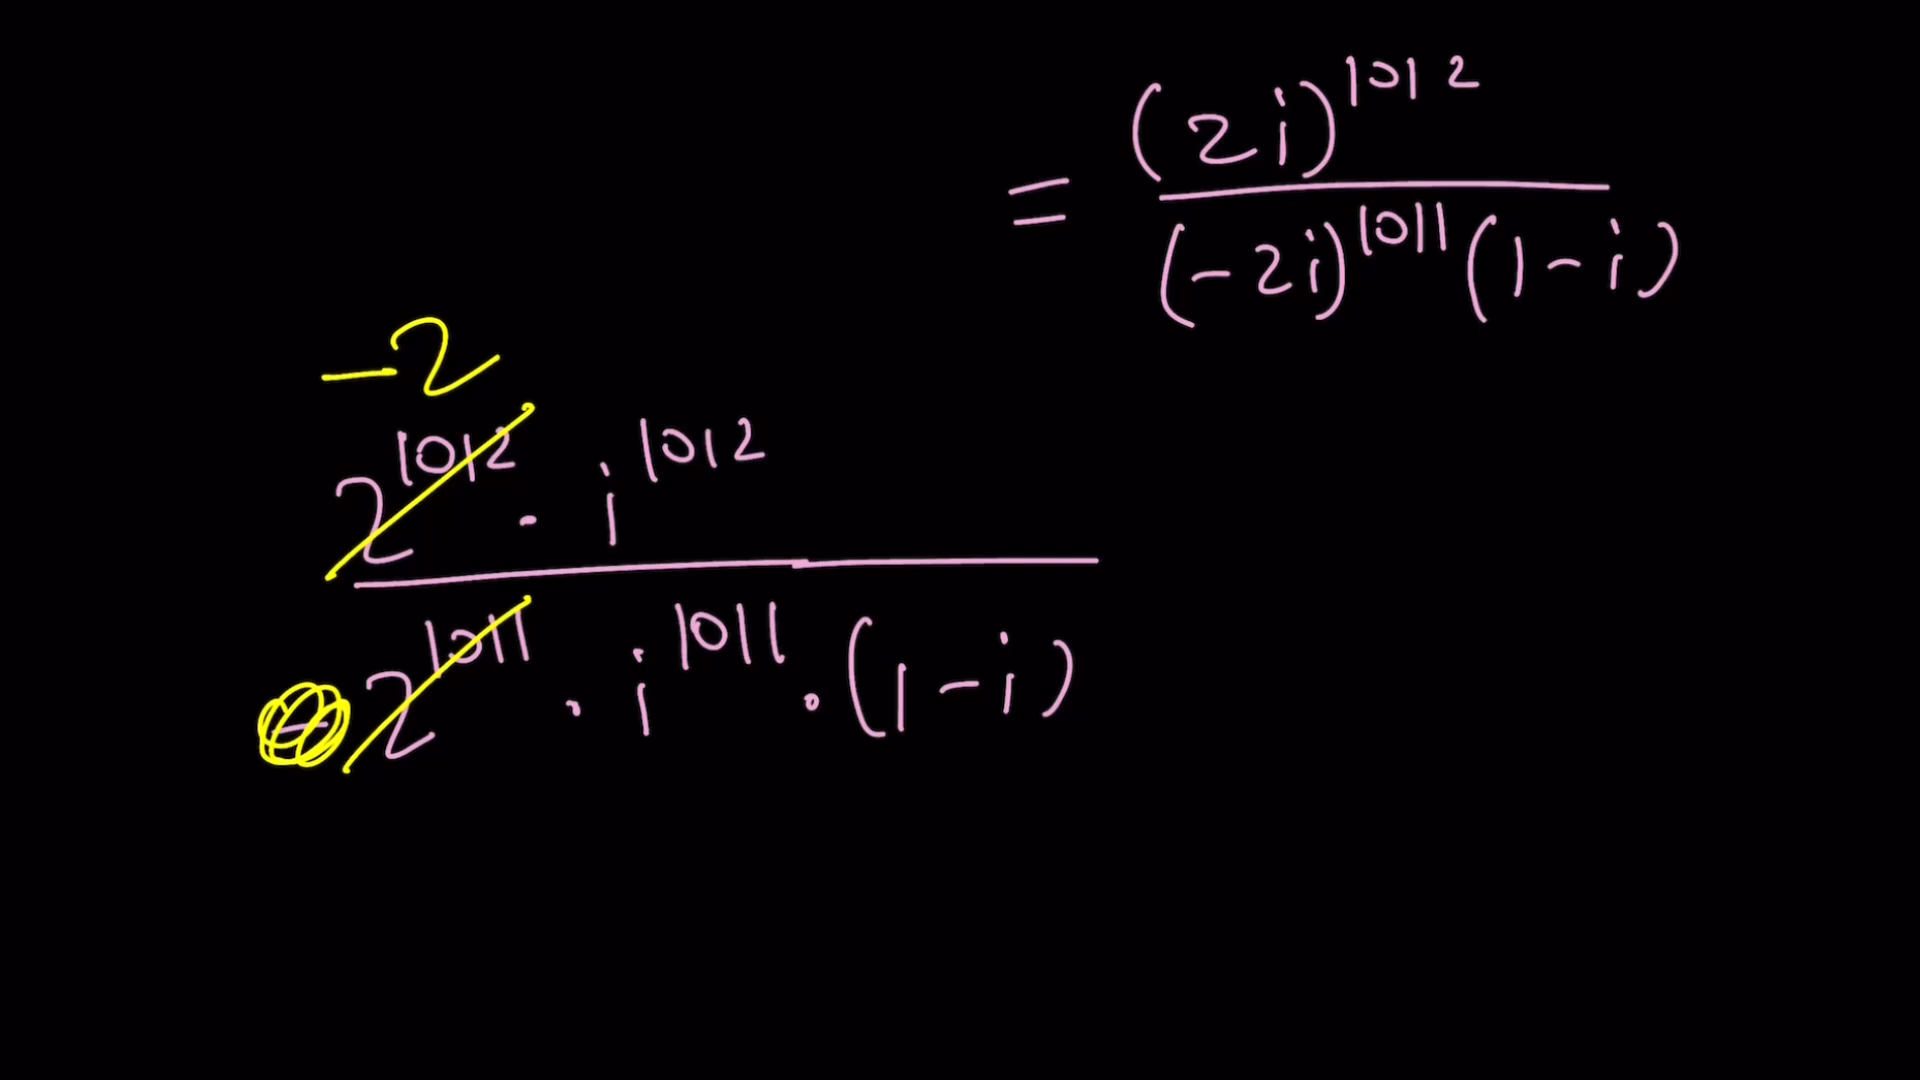 = (2i)^1012 / (-2i)^1011 (1-i)
-2
2^1012 · i^1012
-2^1011 · i^1011 · (1-i)